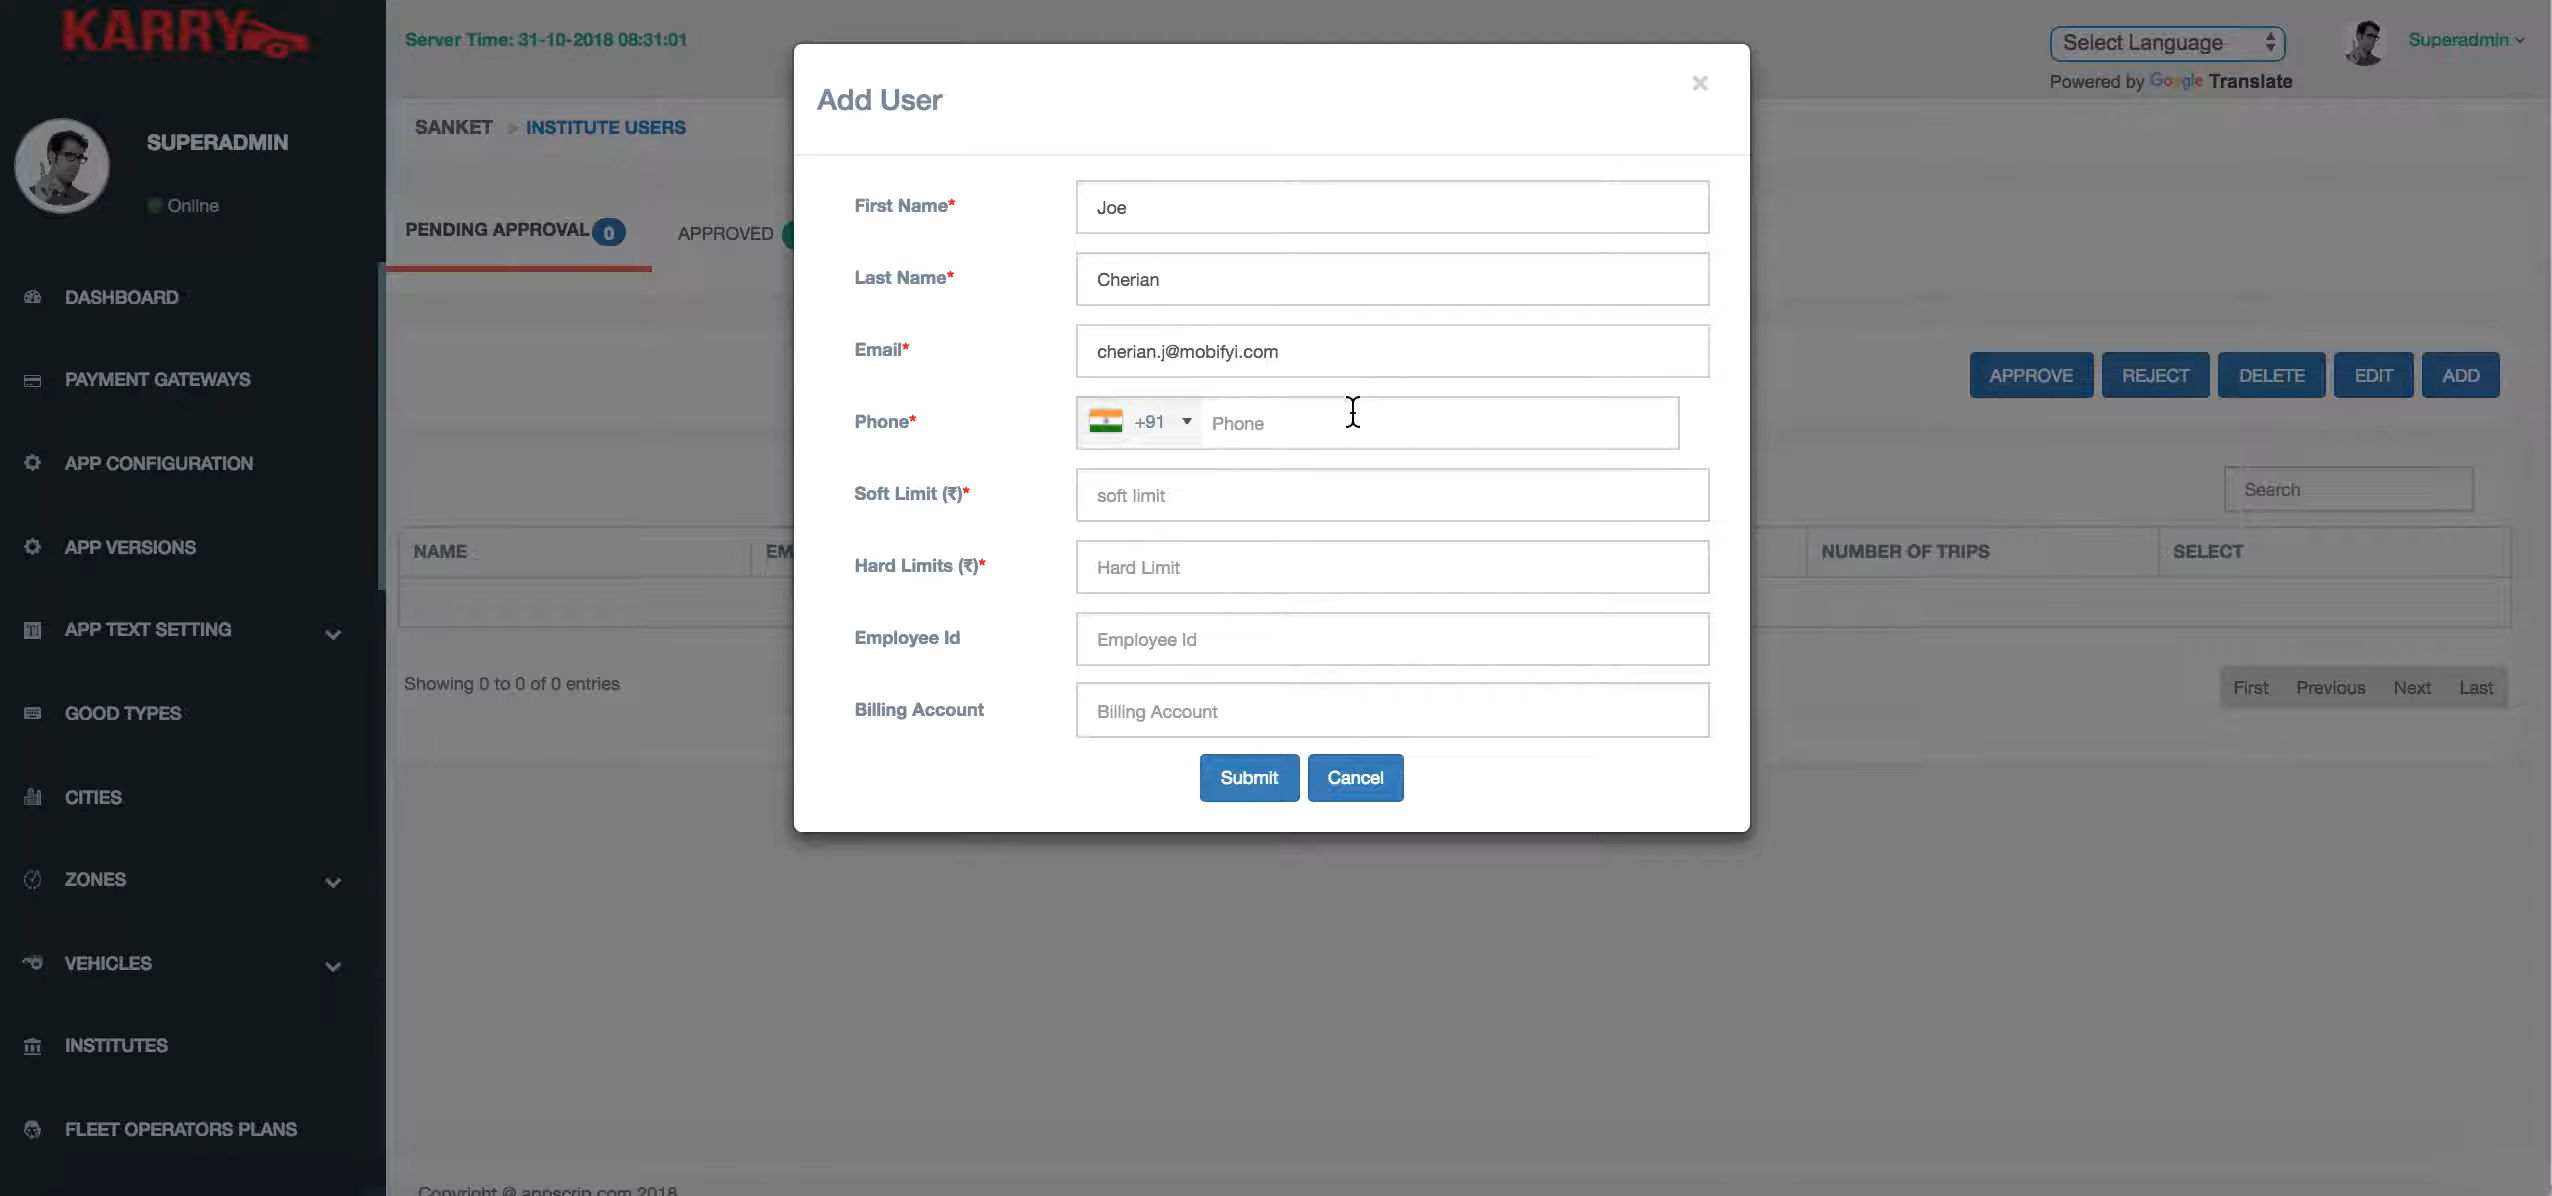 KARRY
Server Time: 31-10-2018 08:31:01
Select Language
Superadmin
Powered by Google Translate
SUPERADMIN
Online
SANKET
INSTITUTE USERS
PENDING APPROVAL 0
APPROVED
DASHBOARD
PAYMENT GATEWAYS
APP CONFIGURATION
APP VERSIONS
APP TEXT SETTING
GOOD TYPES
CITIES
ZONES
VEHICLES
INSTITUTES
FLEET OPERATORS PLANS
Add User
×
First Name* Joe
Last Name* Cherian
Email* cherian.j@mobifyi.com
Phone* +91 Phone
Soft Limit (₹)* soft limit
Hard Limits (₹)* Hard Limit
Employee Id Employee Id
Billing Account Billing Account
Submit Cancel
APPROVE REJECT DELETE EDIT ADD
Search
NAME EM NUMBER OF TRIPS SELECT
Showing 0 to 0 of 0 entries
First Previous Next Last
Copyright @ appscrip.com 2018